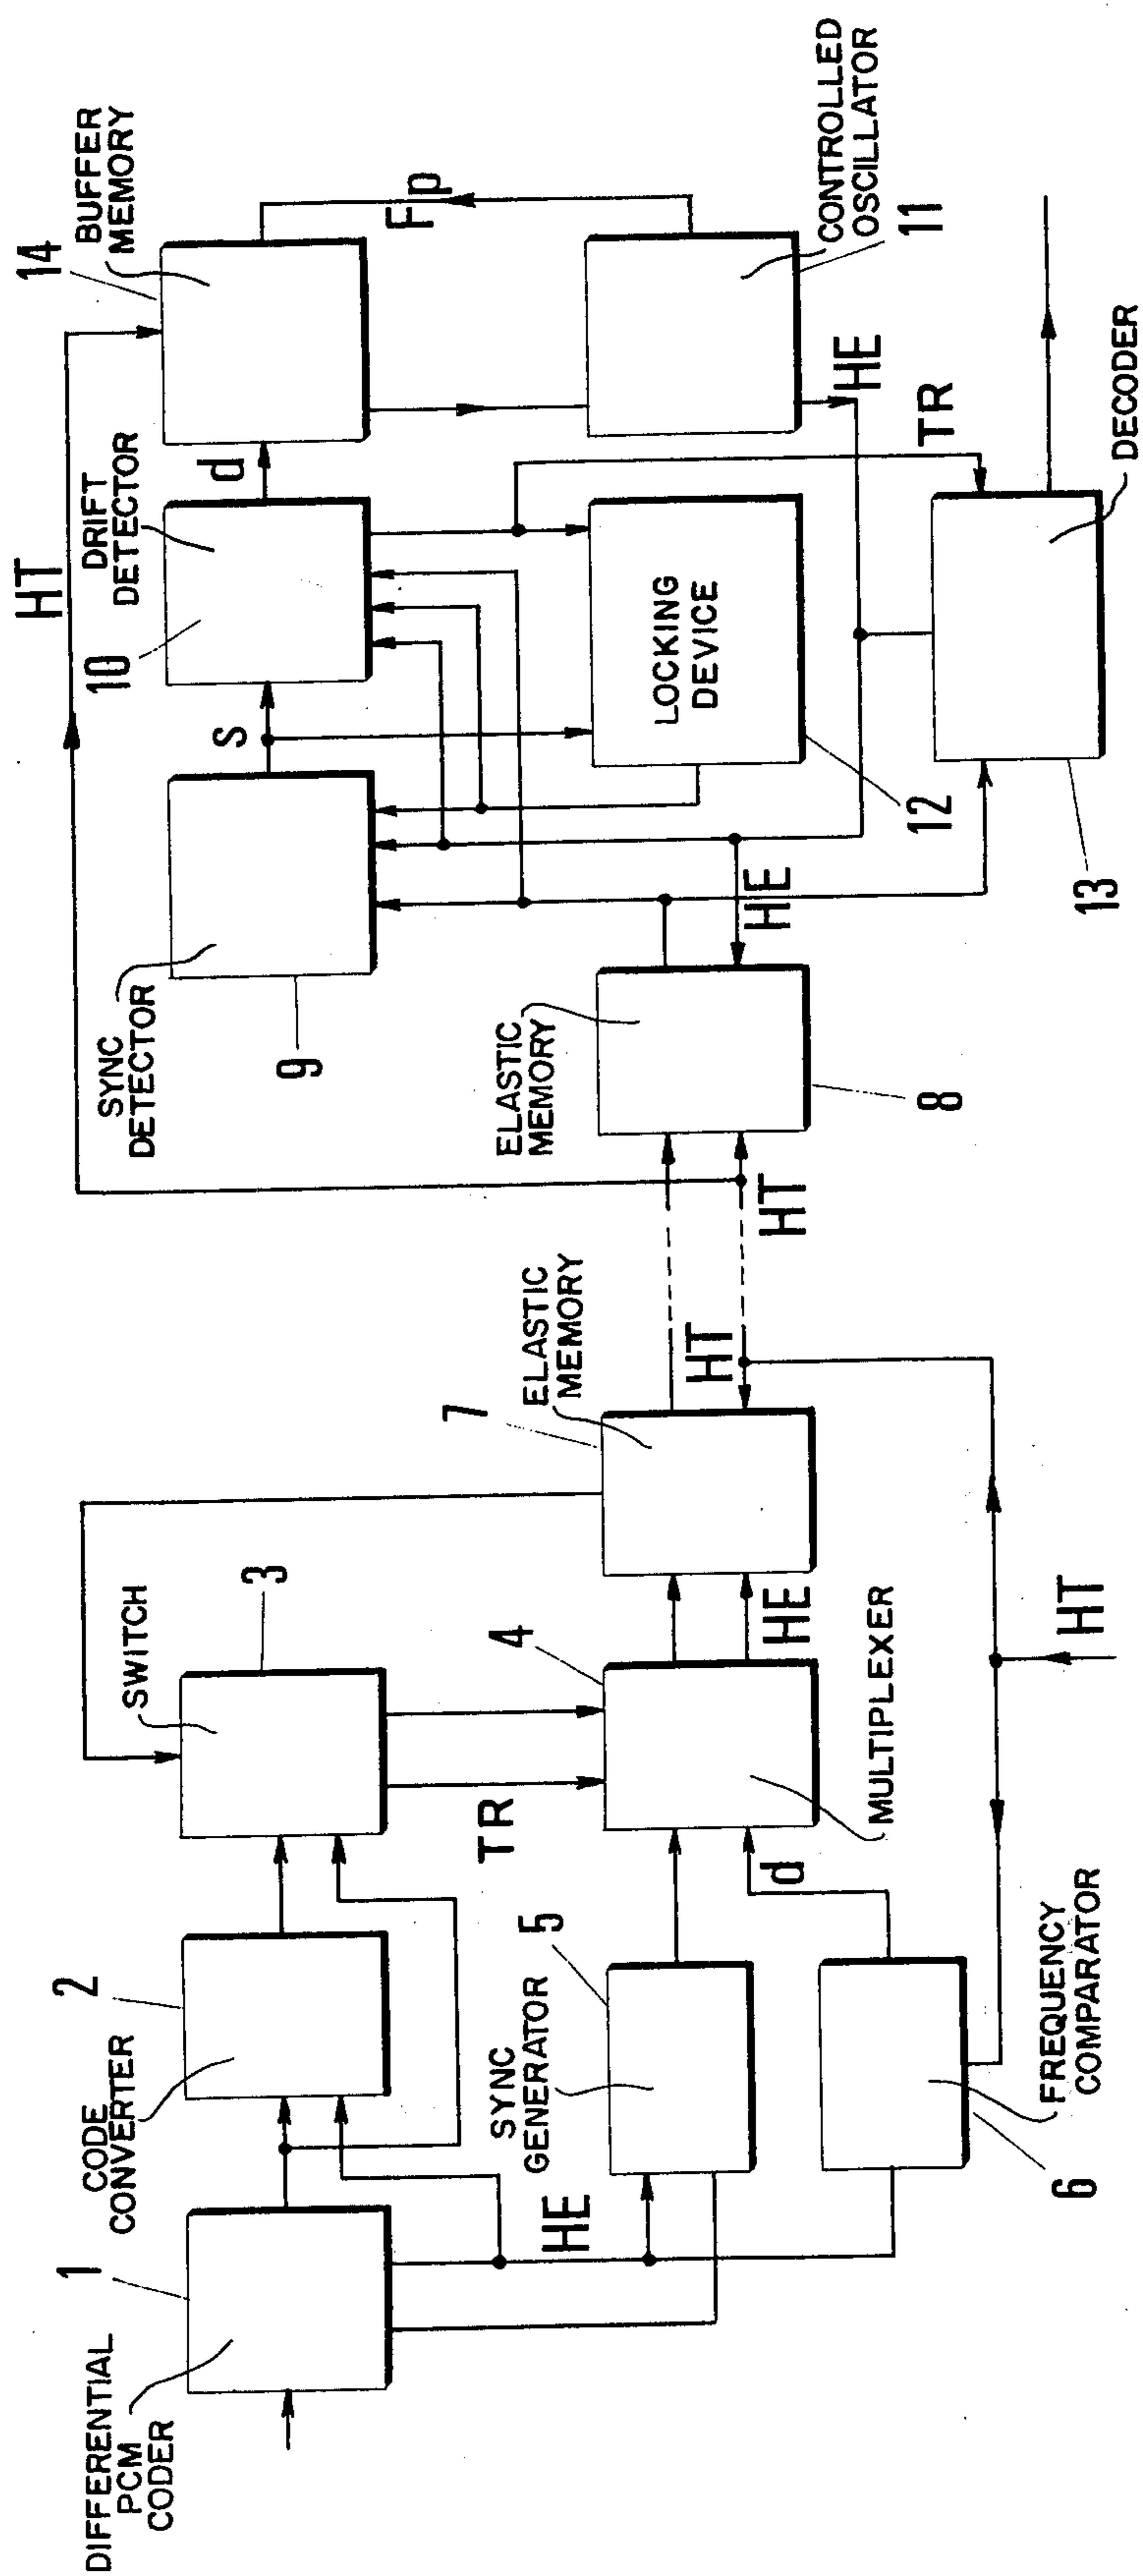 DIFFERENTIAL
PCM
CODER
1
CODE
CONVERTER
2
SWITCH
3
HE
SYNC
GENERATOR
5
TR
4
MULTIPLEXER
d
FREQUENCY
COMPARATOR
6
HE
7
ELASTIC
MEMORY
HT
HT
HT
ELASTIC
MEMORY
8
HE
SYNC
DETECTOR
9
S
HT
10
DRIFT
DETECTOR
d
14
BUFFER
MEMORY
LOCKING
DEVICE
12
Fp
CONTROLLED
OSCILLATOR
11
HE
TR
13
DECODER